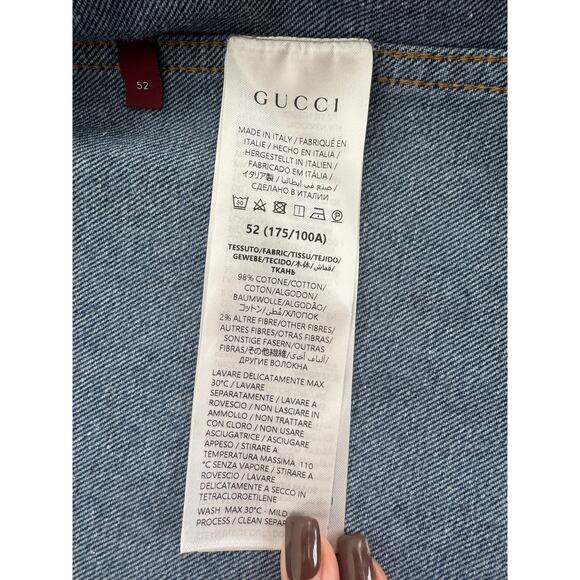 52
GUCCI
MADE IN ITALY / FABRIQUÉ EN
ITALIE / HECHO EN ITALIA /
HERGESTELLT IN ITALIEN /
FABRICADO EM ITÁLIA /
イタリア製 / صنع في إيطاليا /
СДЕЛАНО В ИТАЛИИ
30
52 (175/100A)
TESSUTO/FABRIC/TISSU/TEJIDO/
GEWEBE/TECIDO/本体/قماش/
ТКАНЬ
98% COTONE/COTTON/
COTON/ALGODON/
BAUMWOLLE/ALGODÃO/
コットン/قطن/ХЛОПОК
2% ALTRE FIBRE/OTHER FIBRES/
AUTRES FIBRES/OTRAS FIBRAS/
SONSTIGE FASERN/OUTRAS
FIBRAS/その他繊維/ألياف أخرى/
ДРУГИЕ ВОЛОКНА
LAVARE DELICATAMENTE MAX
30°C / LAVARE
SEPARATAMENTE / LAVARE A
ROVESCIO / NON LASCIARE IN
AMMOLLO / NON TRATTARE
CON CLORO / NON USARE
ASCIUGATRICE / ASCIUGARE
APPESO / STIRARE A
TEMPERATURA MASSIMA 110
°C SENZA VAPORE / STIRARE A
ROVESCIO / LAVARE
DELICATAMENTE A SECCO IN
TETRACLOROETILENE
WASH MAX 30°C - MILD
PROCESS / CLEAN